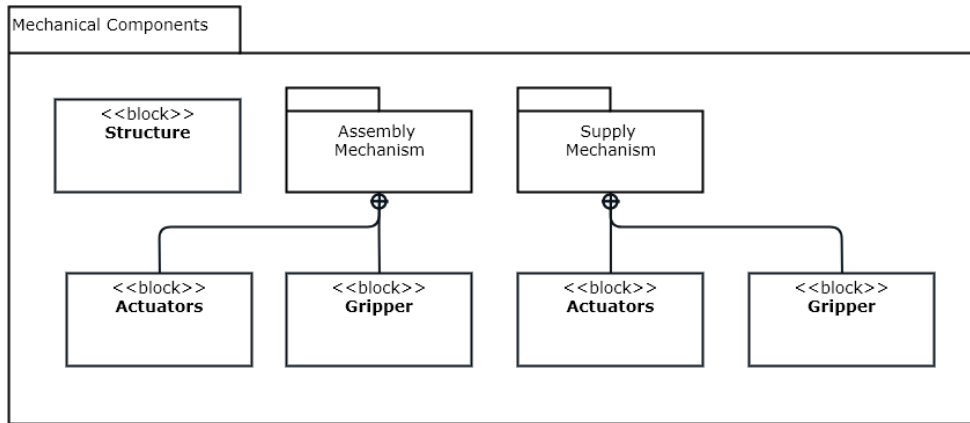 Mechanical Components
<<block>>
Structure
Assembly
Mechanism
Supply
Mechanism
<<block>>
Actuators
<<block>>
Gripper
<<block>>
Actuators
<<block>>
Gripper